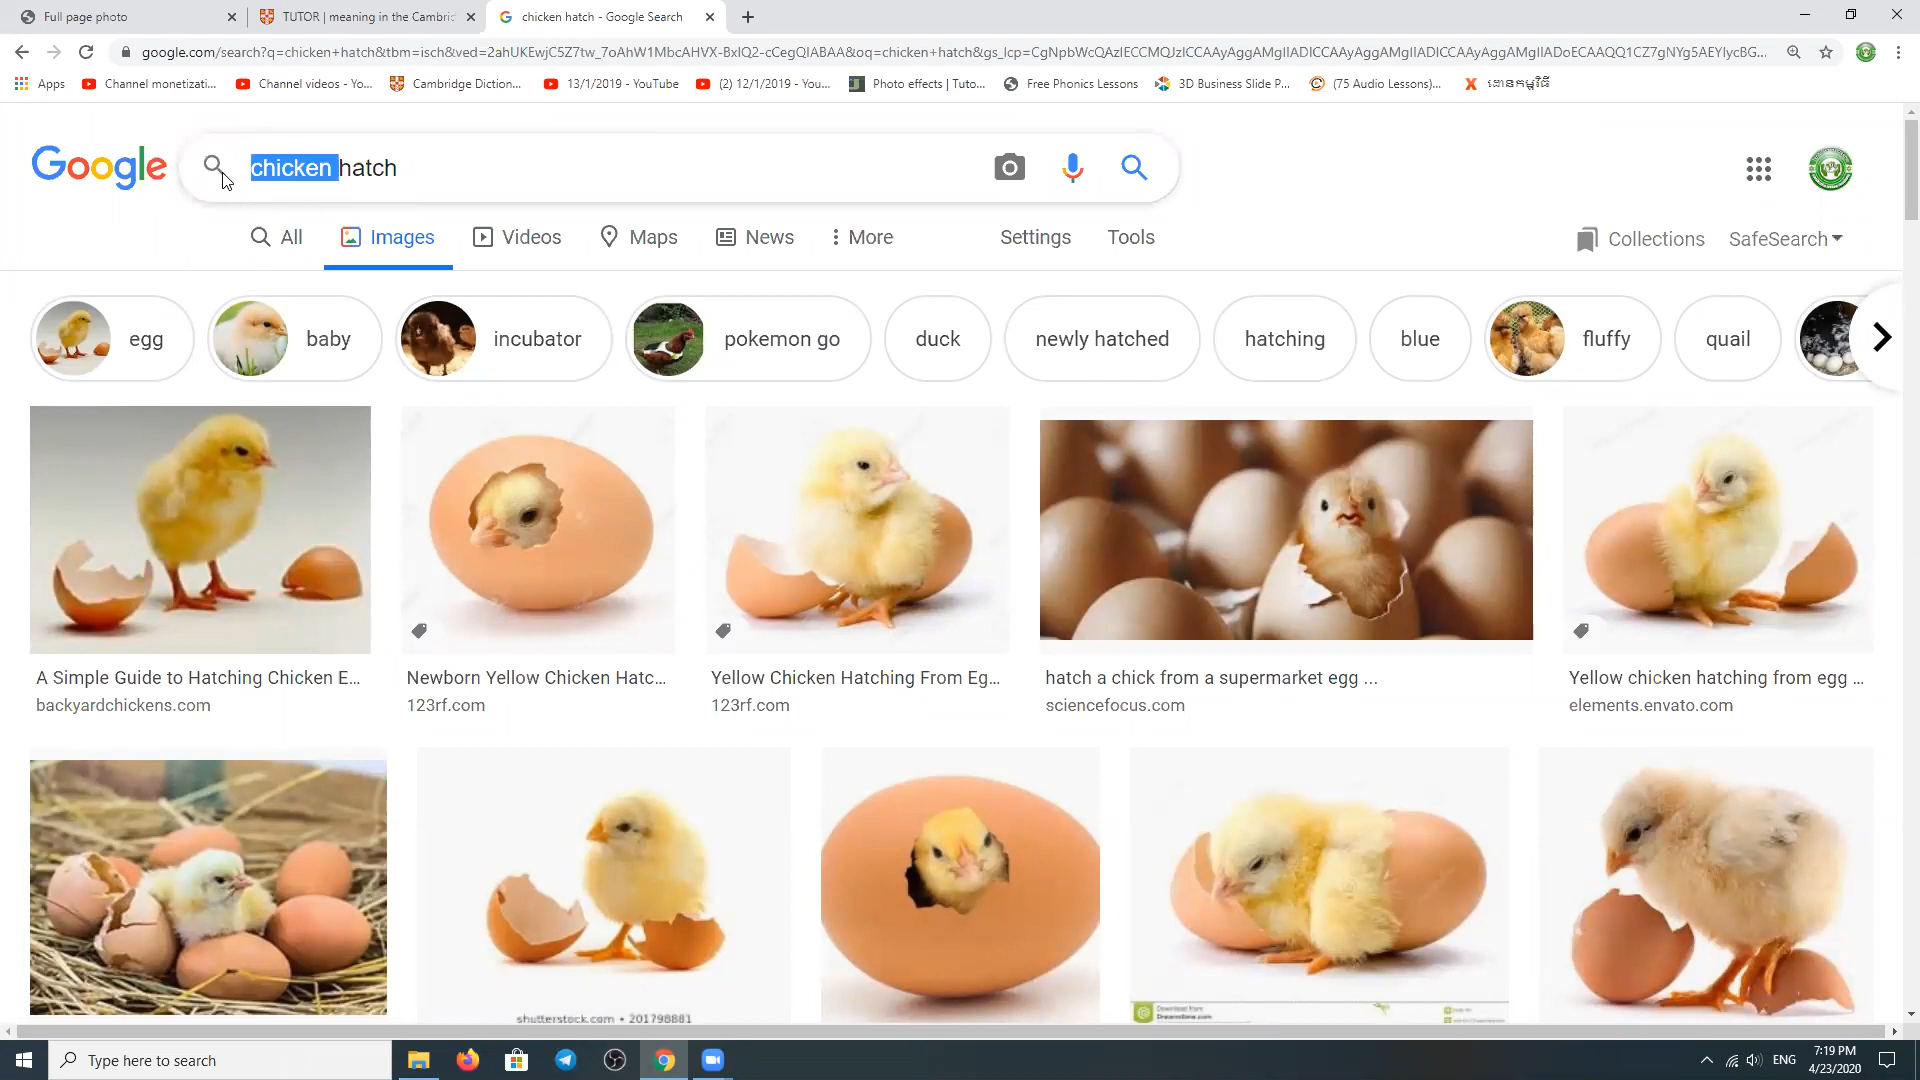 Full page photo
TUTOR | meaning in the Cambri
chicken hatch - Google Search
google.com/search?q=chicken+hatch&tbm=isch&ved=2ahUKEwjC5Z7tw_7oAhW1MbcAHVX-BxIQ2-cCegQIABAA&oq=chicken+hatch&gs_lcp=CgNpbWcQAzIECCMQJzICCAAyAggAMgIIADICCAAyAggAMgIIADICCAAyAggAMgIIADoECAAQQ1CZ7gNYg5AEYIycBG...
Apps
Channel monetizati...
Channel videos - Yo...
Cambridge Diction...
13/1/2019 - YouTube
(2) 12/1/2019 - You...
Photo effects | Tuto...
Free Phonics Lessons
3D Business Slide P...
(75 Audio Lessons)...
Google
chicken hatch
All
Images
Videos
Maps
News
More
Settings
Tools
Collections
SafeSearch
egg
baby
incubator
pokemon go
duck
newly hatched
hatching
blue
fluffy
quail
A Simple Guide to Hatching Chicken E...
backyardchickens.com
Newborn Yellow Chicken Hatc...
123rf.com
Yellow Chicken Hatching From Eg...
123rf.com
hatch a chick from a supermarket egg ...
sciencefocus.com
Yellow chicken hatching from egg ...
elements.envato.com
shutterstock.com • 201798881
Download from
Dreamstime.com
Type here to search
ENG
7:19 PM
4/23/2020